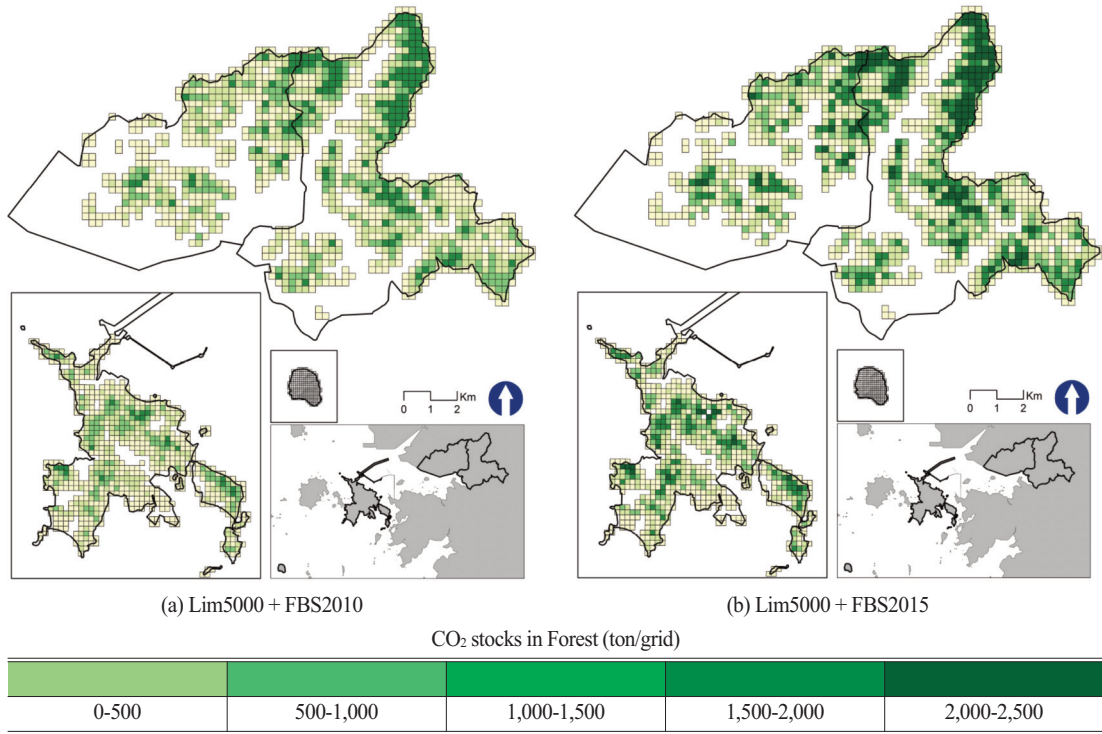 Km
0 1 2
Km
0 1 2
(a) Lim5000 + FBS2010
(b) Lim5000 + FBS2015
CO₂ stocks in Forest (ton/grid)
0-500
500-1,000
1,000-1,500
1,500-2,000
2,000-2,500